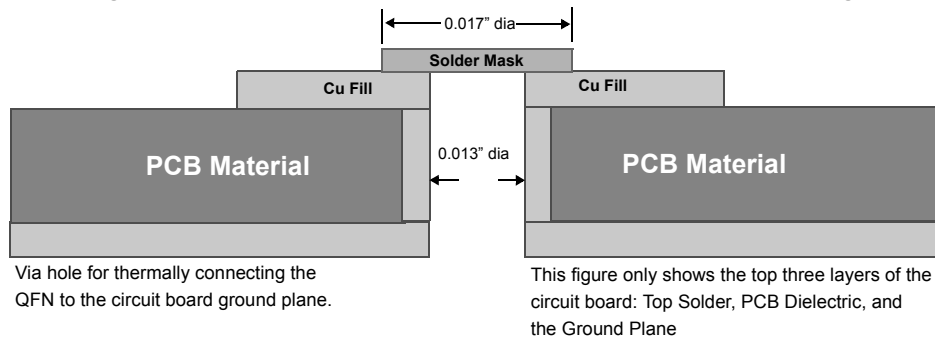 0.017” dia
Solder Mask
Cu Fill
Cu Fill
PCB Material
0.013” dia
PCB Material
Via hole for thermally connecting the
QFN to the circuit board ground plane.
This figure only shows the top three layers of the
circuit board: Top Solder, PCB Dielectric, and
the Ground Plane